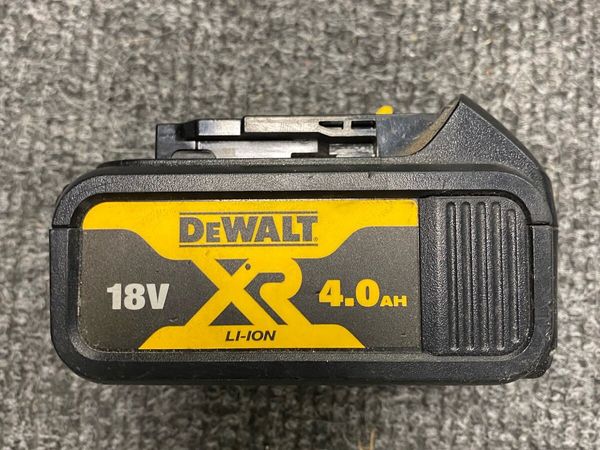 DEWALT®
18V XR 4.0AH
LI-ION